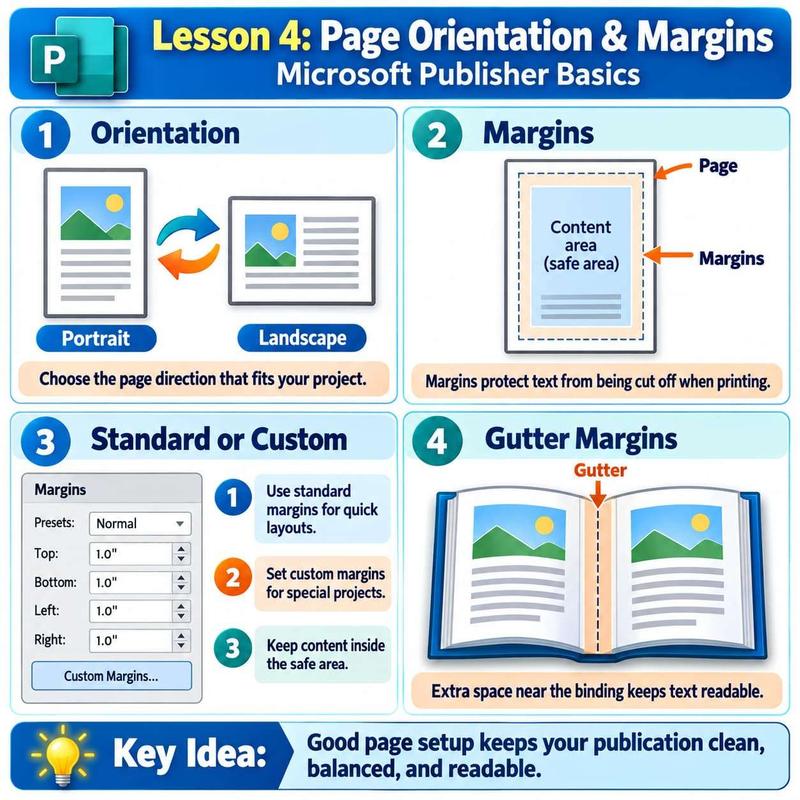 P
Lesson 4: Page Orientation & Margins
Microsoft Publisher Basics
1 Orientation
Portrait
Landscape
Choose the page direction that fits your project.
2 Margins
Page
Content
area
(safe area)
Margins
Margins protect text from being cut off when printing.
3 Standard or Custom
Margins
Presets: Normal
Top: 1.0"
Bottom: 1.0"
Left: 1.0"
Right: 1.0"
Custom Margins...
1 Use standard
margins for quick
layouts.
2 Set custom margins
for special projects.
3 Keep content inside
the safe area.
4 Gutter Margins
Gutter
Extra space near the binding keeps text readable.
Key Idea:
Good page setup keeps your publication clean,
balanced, and readable.